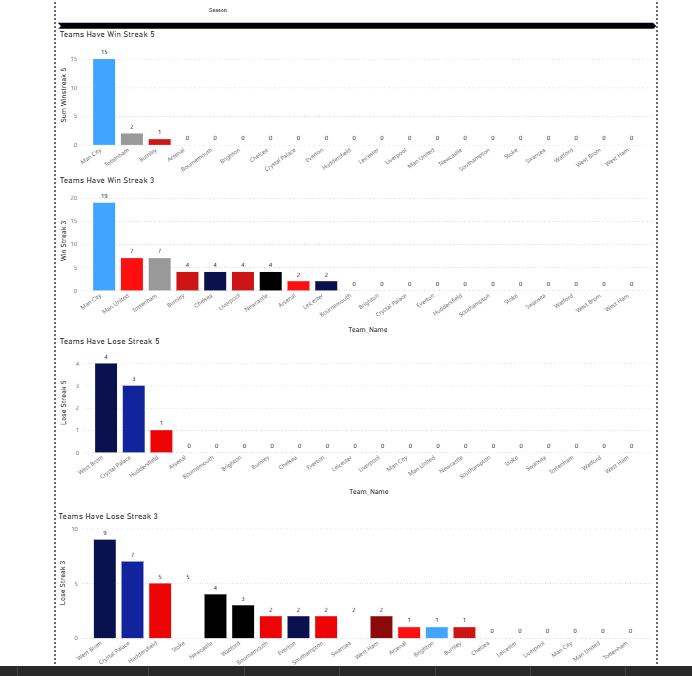 Season
Teams Have Win Streak 5
Sum Winstreak 5
15
10
5
0
15 2 1 0 0 0 0 0 0 0 0 0 0 0 0 0 0 0 0 0
Man City Tottenham Burnley Arsenal Bournemouth Brighton Chelsea Crystal Palace Everton Huddersfield Leicester Liverpool Man United Newcastle Southampton Stoke Swansea Watford West Brom West Ham
Teams Have Win Streak 3
Win Streak 3
20
15
10
5
0
19 7 7 4 4 4 4 2 2 0 0 0 0 0 0 0 0 0 0 0
Man City Man United Tottenham Burnley Chelsea Liverpool Newcastle Arsenal Leicester Bournemouth Brighton Crystal Palace Everton Huddersfield Southampton Stoke Swansea Watford West Brom West Ham
Team_Name
Teams Have Lose Streak 5
Lose Streak 5
4
3
2
1
0
4 3 1 0 0 0 0 0 0 0 0 0 0 0 0 0 0 0 0 0
West Brom Crystal Palace Huddersfield Arsenal Bournemouth Brighton Burnley Chelsea Everton Leicester Liverpool Man City Man United Newcastle Southampton Stoke Swansea Tottenham Watford West Ham
Team_Name
Teams Have Lose Streak 3
Lose Streak 3
10
5
0
9 7 5 5 4 3 2 2 2 2 2 1 1 1 0 0 0 0 0 0
West Brom Crystal Palace Huddersfield Stoke Newcastle Watford Bournemouth Everton Southampton Swansea West Ham Arsenal Brighton Burnley Chelsea Leicester Liverpool Man City Man United Tottenham